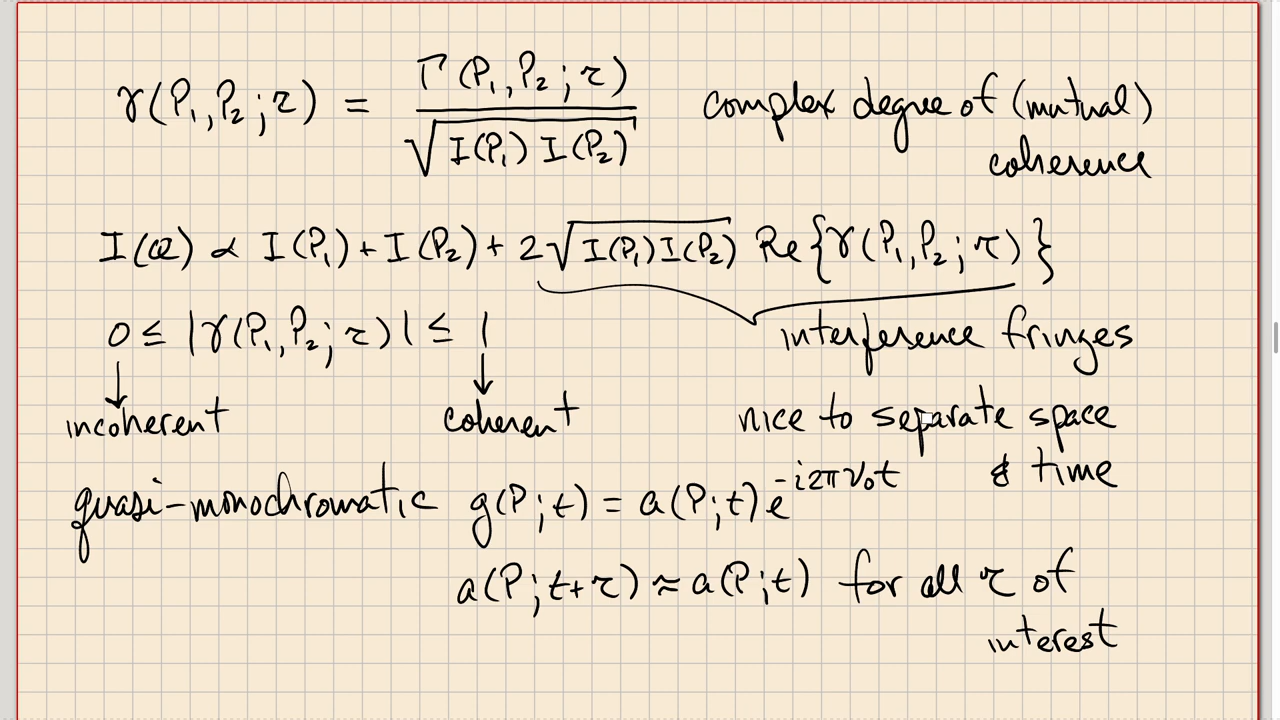 γ(P₁,P₂;τ) = Γ(P₁,P₂;τ) / √(I(P₁) I(P₂)) complex degree of (mutual)
coherence
I(Q) ∝ I(P₁) + I(P₂) + 2√(I(P₁)I(P₂)) Re{γ(P₁,P₂;τ)}
interference fringes
0 ≤ |γ(P₁,P₂;τ)| ≤ 1
↓ ↓
incoherent coherent
nice to separate space
& time
quasi-monochromatic g(P;t) = a(P;t)e^{-i2πν₀t}
a(P;t+τ) ≈ a(P;t) for all τ of
interest